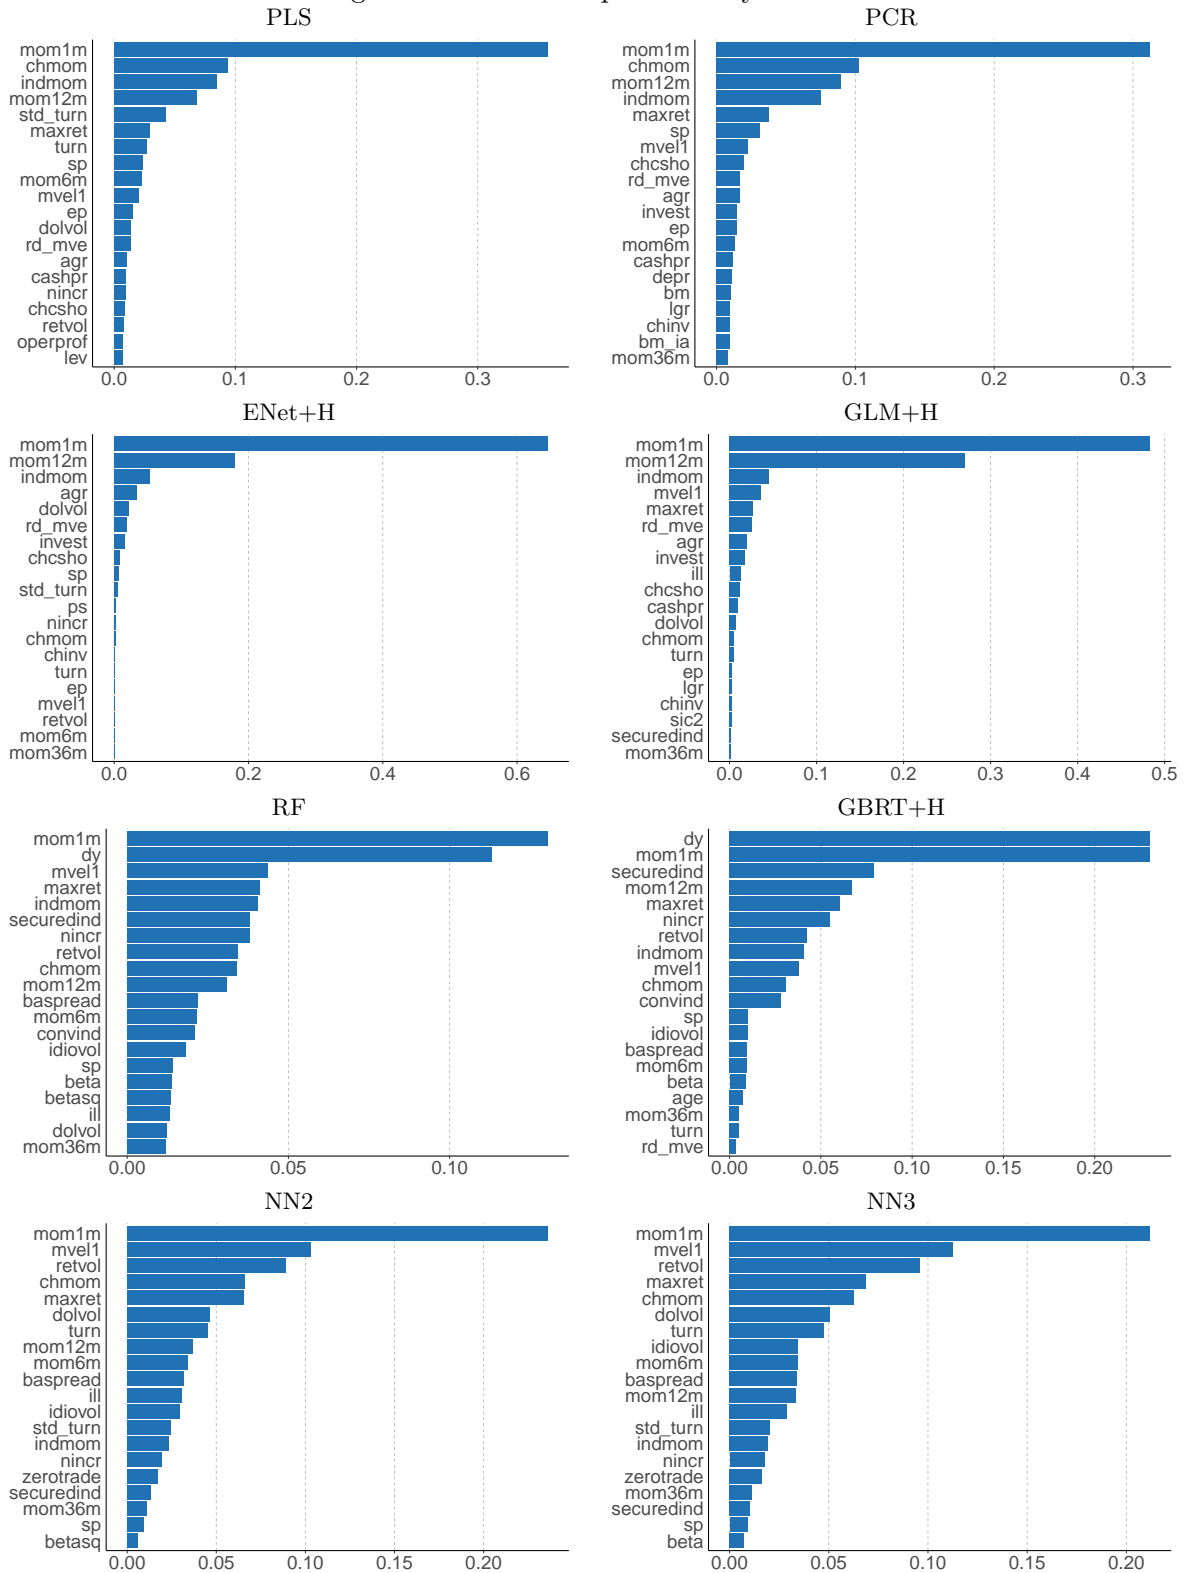 PLS
mom1m
chmom
indmom
mom12m
std_turn
maxret
turn
sp
mom6m
mvel1
ep
dolvol
rd_mve
agr
cashpr
nincr
chcsho
retvol
operprof
lev
0.0 0.1 0.2 0.3
PCR
mom1m
chmom
mom12m
indmom
maxret
sp
mvel1
chcsho
rd_mve
agr
invest
ep
mom6m
cashpr
depr
bm
lgr
chinv
bm_ia
mom36m
0.0 0.1 0.2 0.3
ENet+H
mom1m
mom12m
indmom
agr
dolvol
rd_mve
invest
chcsho
sp
std_turn
ps
nincr
chmom
chinv
turn
ep
mvel1
retvol
mom6m
mom36m
0.0 0.2 0.4 0.6
GLM+H
mom1m
mom12m
indmom
mvel1
maxret
rd_mve
agr
invest
ill
chcsho
cashpr
dolvol
chmom
turn
ep
lgr
chinv
sic2
securedind
mom36m
0.0 0.1 0.2 0.3 0.4 0.5
RF
mom1m
dy
mvel1
maxret
indmom
securedind
nincr
retvol
chmom
mom12m
baspread
mom6m
convind
idiovol
sp
beta
betasq
ill
dolvol
mom36m
0.00 0.05 0.10
GBRT+H
dy
mom1m
securedind
mom12m
maxret
nincr
retvol
indmom
mvel1
chmom
convind
sp
idiovol
baspread
mom6m
beta
age
mom36m
turn
rd_mve
0.00 0.05 0.10 0.15 0.20
NN2
mom1m
mvel1
retvol
chmom
maxret
dolvol
turn
mom12m
mom6m
baspread
ill
idiovol
std_turn
indmom
nincr
zerotrade
securedind
mom36m
sp
betasq
0.00 0.05 0.10 0.15 0.20
NN3
mom1m
mvel1
retvol
maxret
chmom
dolvol
turn
idiovol
mom6m
baspread
mom12m
ill
std_turn
indmom
nincr
zerotrade
mom36m
securedind
sp
beta
0.00 0.05 0.10 0.15 0.20